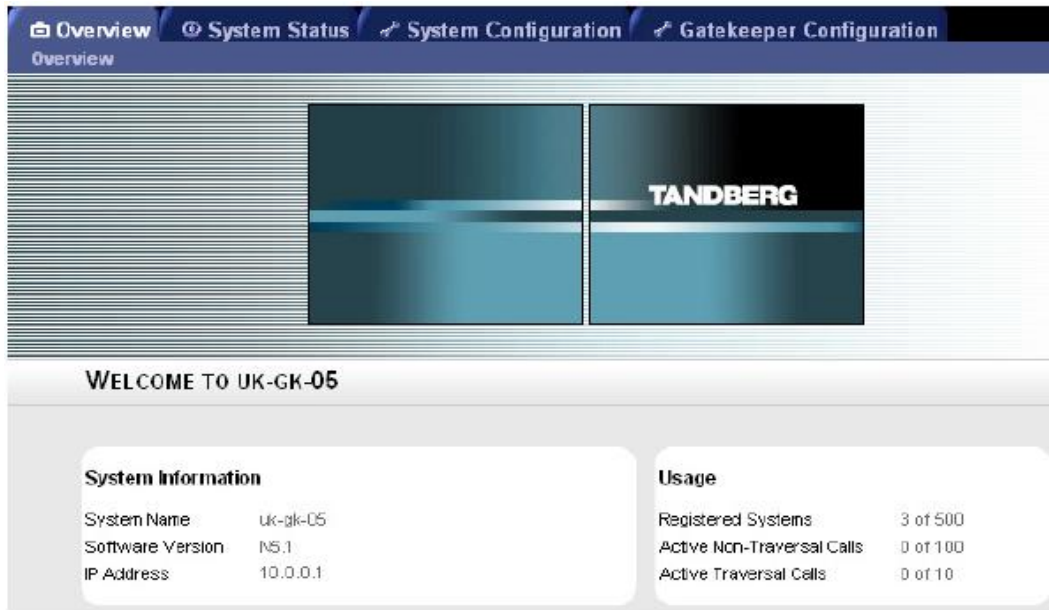 Overview System Status System Configuration Gatekeeper Configuration
Overview
TANDBERG
WELCOME TO UK-GK-05
System Information
System Name uk-gk-05
Software Version N5.1
IP Address 10.0.0.1
Usage
Registered Systems 3 of 500
Active Non-Traversal Calls 0 of 100
Active Traversal Calls 0 of 10